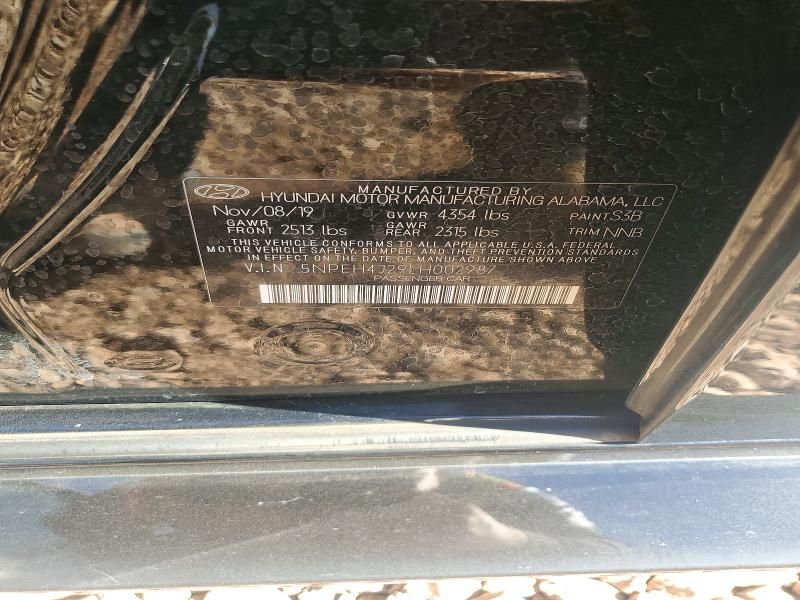 MANUFACTURED BY
HYUNDAI MOTOR MANUFACTURING ALABAMA, LLC
Nov/08/19 GVWR 4354 lbs PAINT S3B
GAWR FRONT 2513 lbs GAWR REAR 2315 lbs TRIM NNB
THIS VEHICLE CONFORMS TO ALL APPLICABLE U.S.A. FEDERAL
MOTOR VEHICLE SAFETY, BUMPER, AND THEFT PREVENTION STANDARDS
IN EFFECT ON THE DATE OF MANUFACTURE SHOWN ABOVE.
V.I.N 5NPEH4J29LH002987
PASSENGER CAR